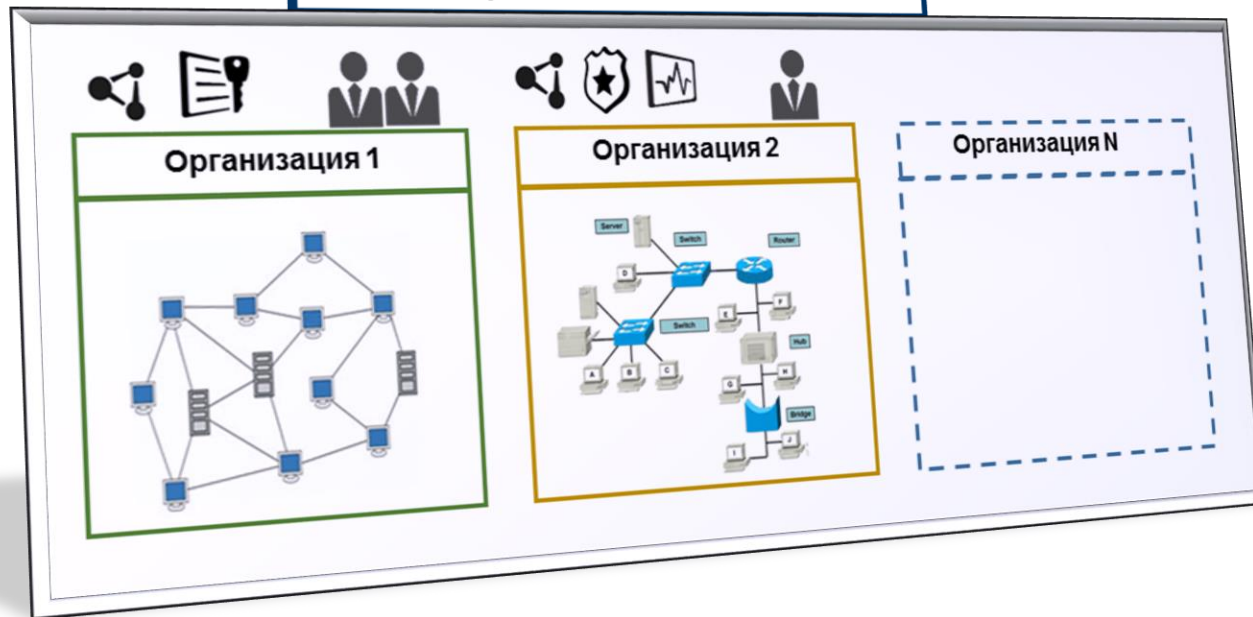 Организация 1
Организация 2
Организация N
Server
Switch
Router
D
Switch
E
F
Hub
A
B
C
G
H
Bridge
I
J